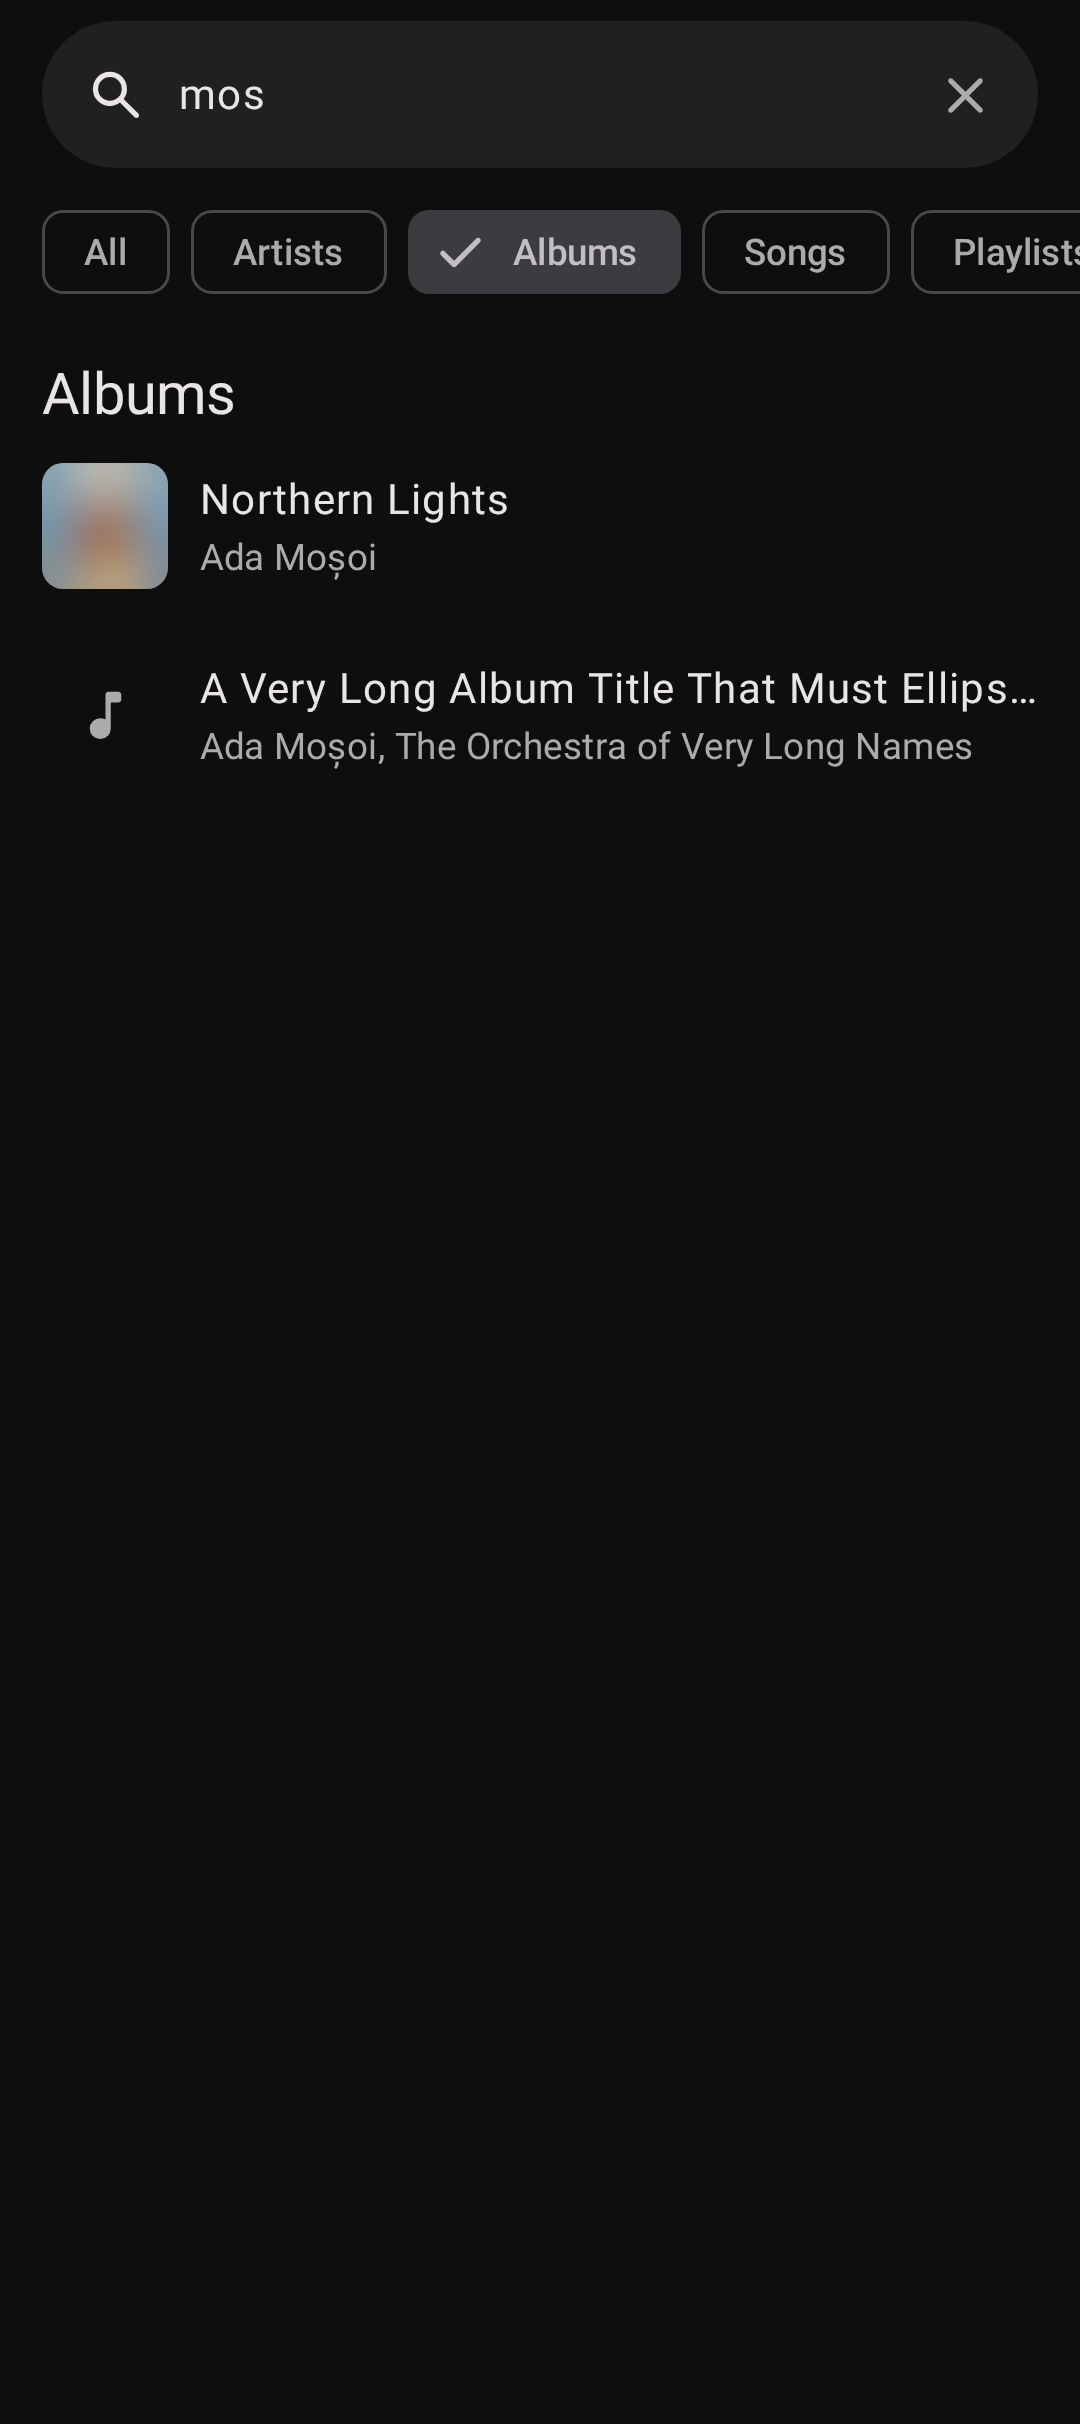 mos
All
Artists
Albums
Songs
Playlists
Albums
Northern Lights
Ada Moșoi
A Very Long Album Title That Must Ellips…
Ada Moșoi, The Orchestra of Very Long Names